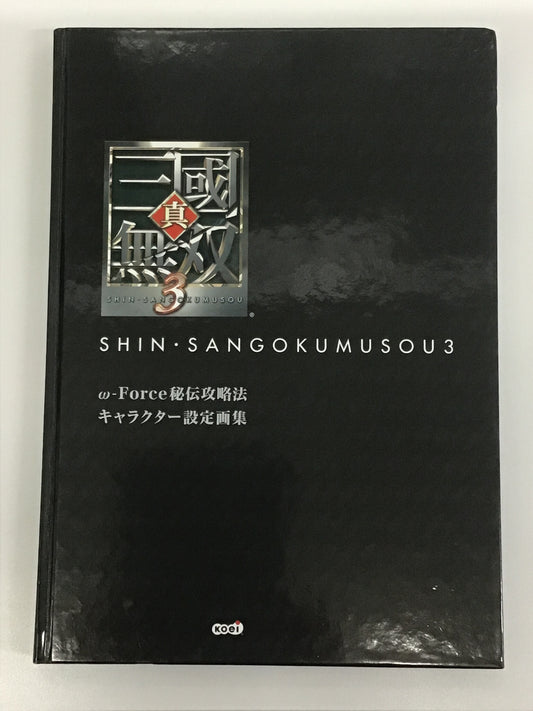 三國無双
真
3
SHIN・SANGOKUMUSOU
®
SHIN・SANGOKUMUSOU3
ω-Force秘伝攻略法
キャラクター設定画集
KOEI